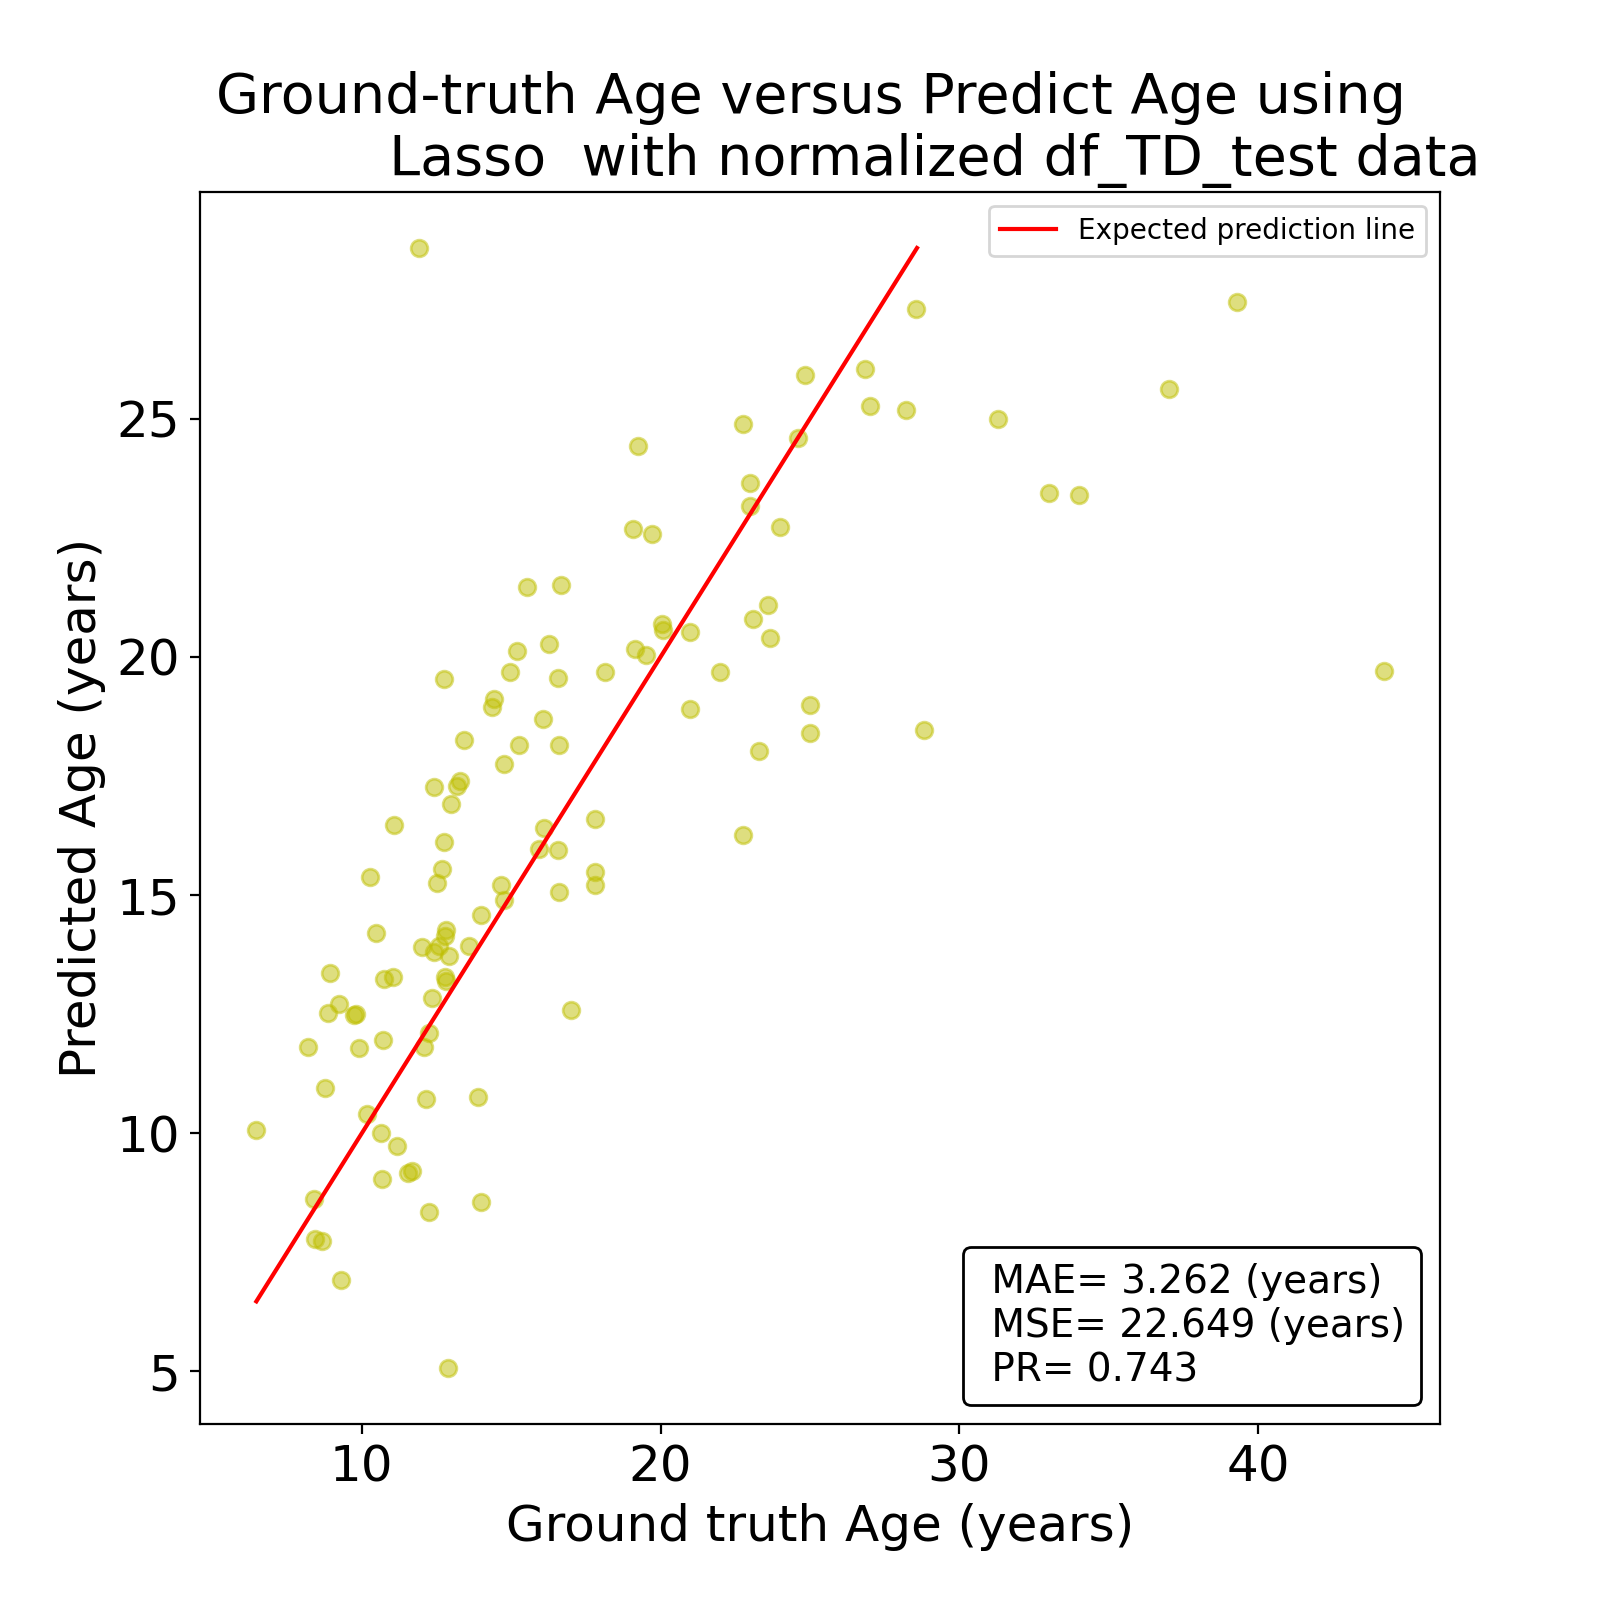 Ground-truth Age versus Predict Age using
Lasso  with normalized df_TD_test data
Expected prediction line
25
20
15
10
5
Predicted Age (years)
MAE= 3.262 (years)
MSE= 22.649 (years)
PR= 0.743
10 20 30 40
Ground truth Age (years)